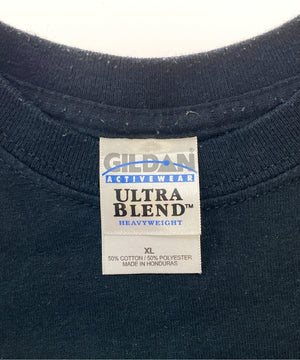 GILDAN
ACTIVEWEAR
ULTRA
BLEND™
HEAVYWEIGHT
XL
50% COTTON / 50% POLYESTER
MADE IN HONDURAS